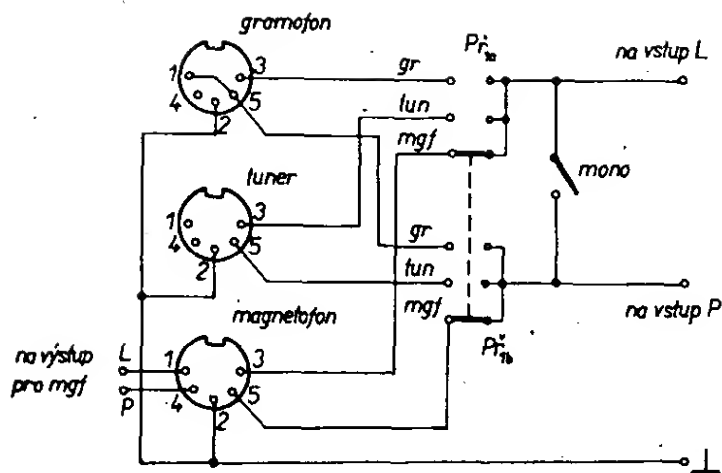 gramofon
1 3
4 5
2
gr
tun
mgf
Př1a
na vstup L
mono
tuner
1 3
4 5
2
gr
tun
mgf
Př1b
na vstup P
magnetofon
na výstup L
pro mgf P
1 3
4 5
2